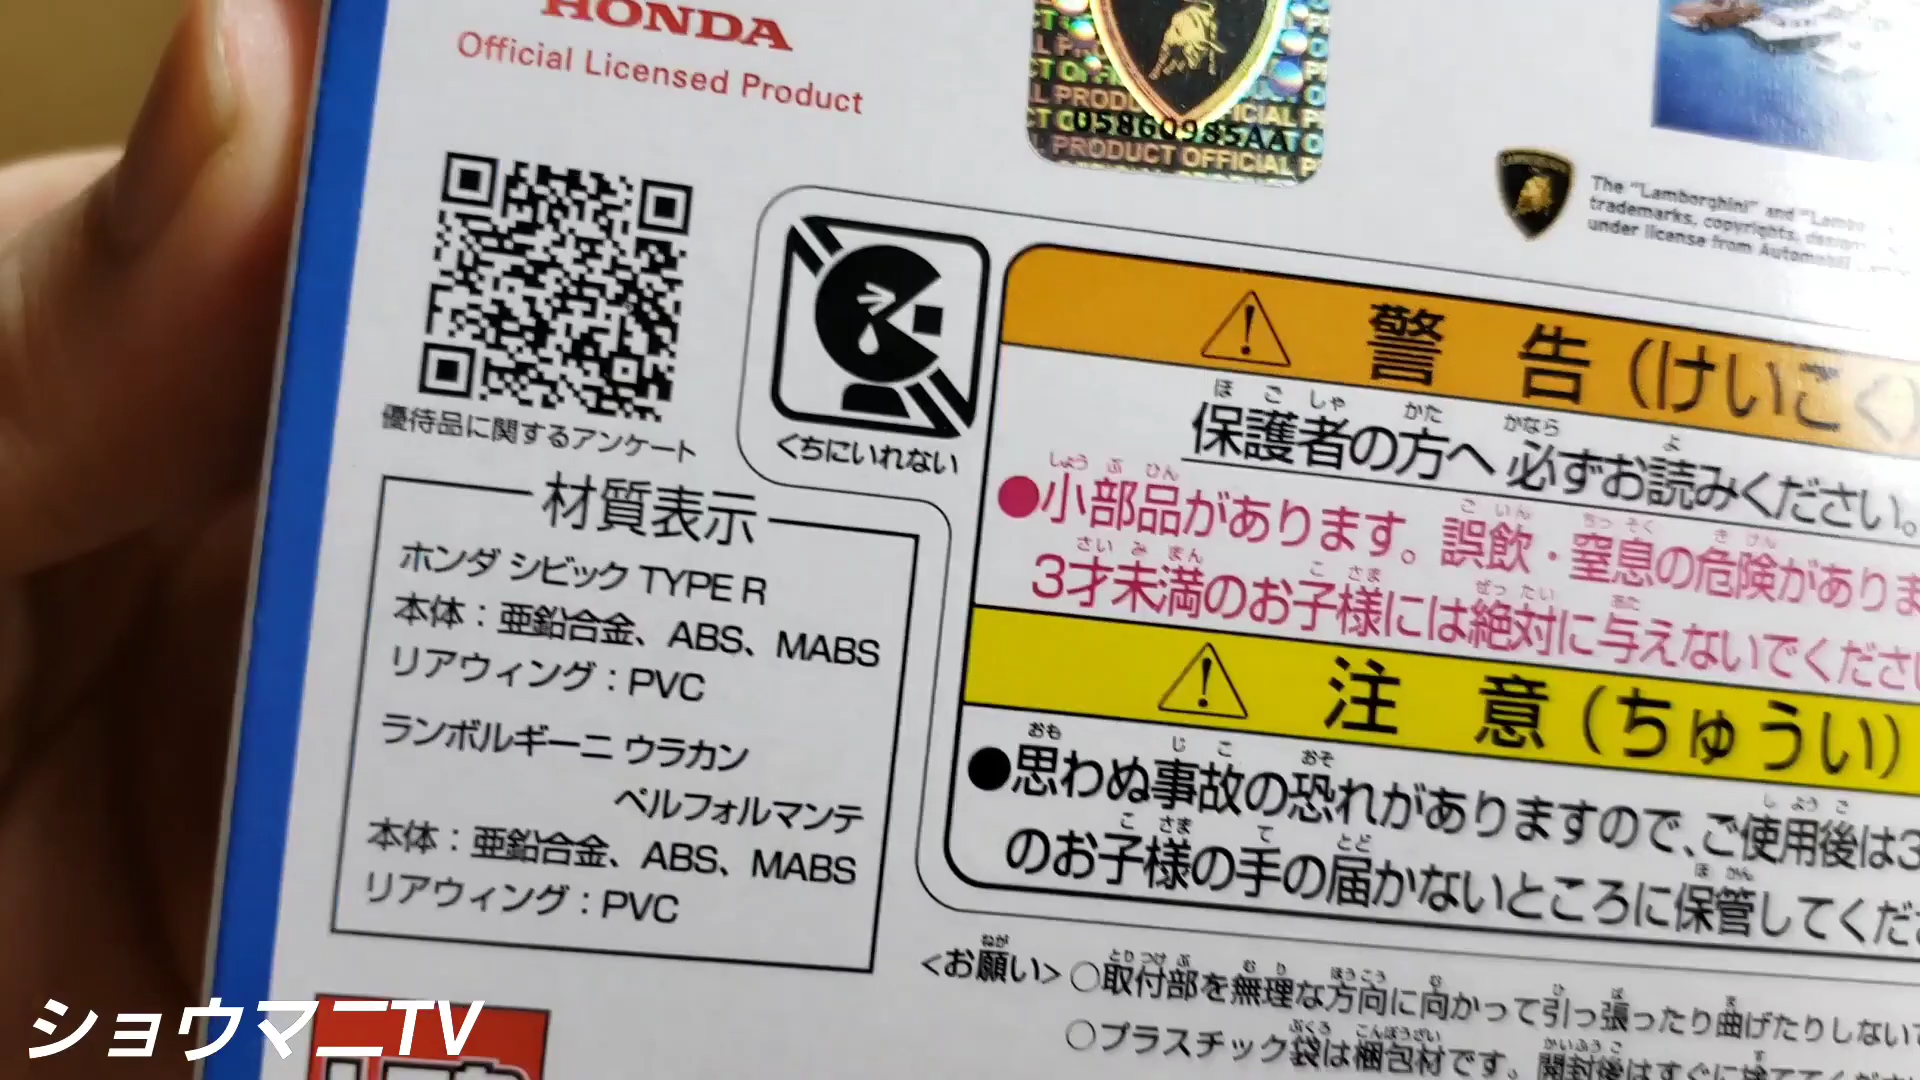 HONDA
Official Licensed Product
05860985AA
PRODUCT OFFICIAL
The "Lamborghini" and
trademarks, copyrights,
under license from Automobili
優待品に関するアンケート
くちにいれない
警告(けいこく)
保護者の方へ 必ずお読みください。
●小部品があります。誤飲・窒息の危険がありま
3才未満のお子様には絶対に与えないでくださ
注意(ちゅうい)
●思わぬ事故の恐れがありますので、ご使用後は3
のお子様の手の届かないところに保管してくだ
材質表示
ホンダ シビック TYPE R
本体:亜鉛合金、ABS、MABS
リアウィング:PVC
ランボルギーニ ウラカン
ペルフォルマンテ
本体:亜鉛合金、ABS、MABS
リアウィング:PVC
<お願い>○取付部を無理な方向に向かって引っ張ったり曲げたりしない
○プラスチック袋は梱包材です。開封後はすぐに捨ててくだ
ショウマニTV